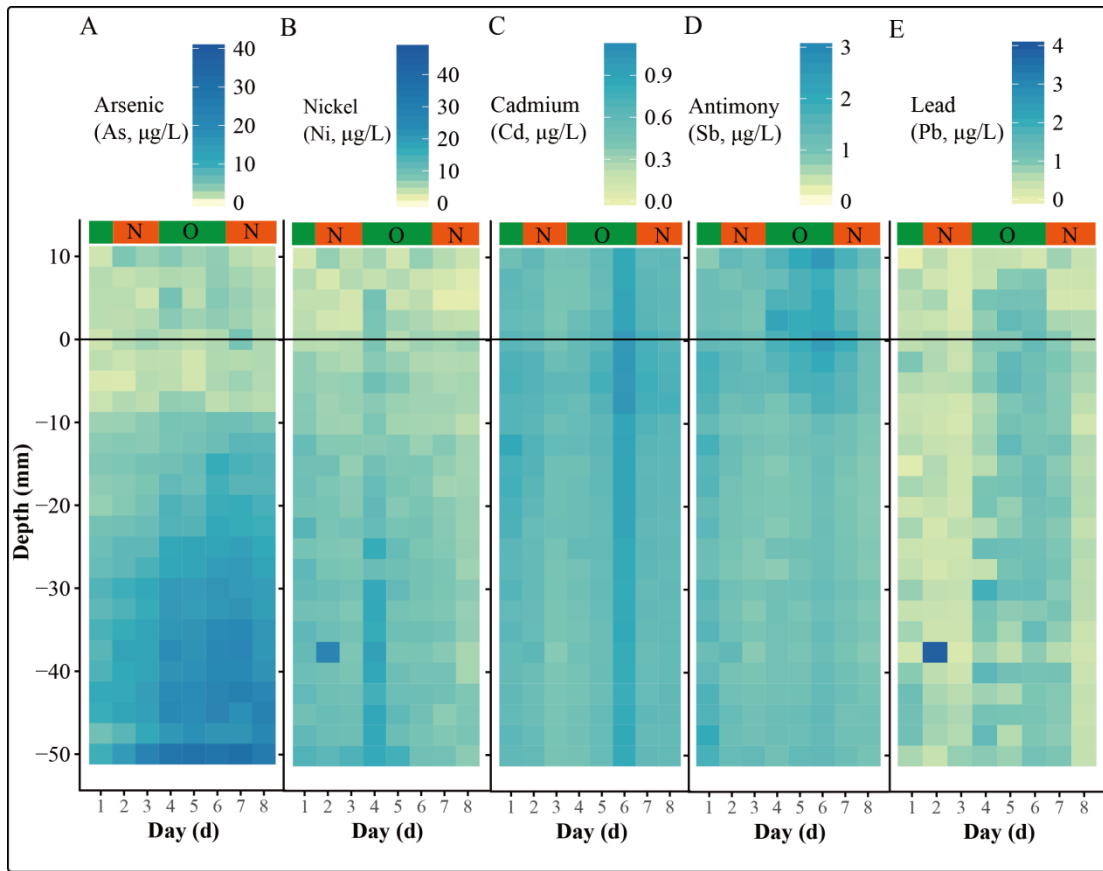 A
Arsenic
(As, μg/L)
40
30
20
10
0
B
Nickel
(Ni, μg/L)
40
30
20
10
0
C
Cadmium
(Cd, μg/L)
0.9
0.6
0.3
0.0
D
Antimony
(Sb, μg/L)
3
2
1
0
E
Lead
(Pb, μg/L)
4
3
2
1
0
N O N
N O N
N O N
N O N
N O N
Depth (mm)
10
0
−10
−20
−30
−40
−50
1 2 3 4 5 6 7 8
1 2 3 4 5 6 7 8
1 2 3 4 5 6 7 8
1 2 3 4 5 6 7 8
1 2 3 4 5 6 7 8
Day (d)
Day (d)
Day (d)
Day (d)
Day (d)